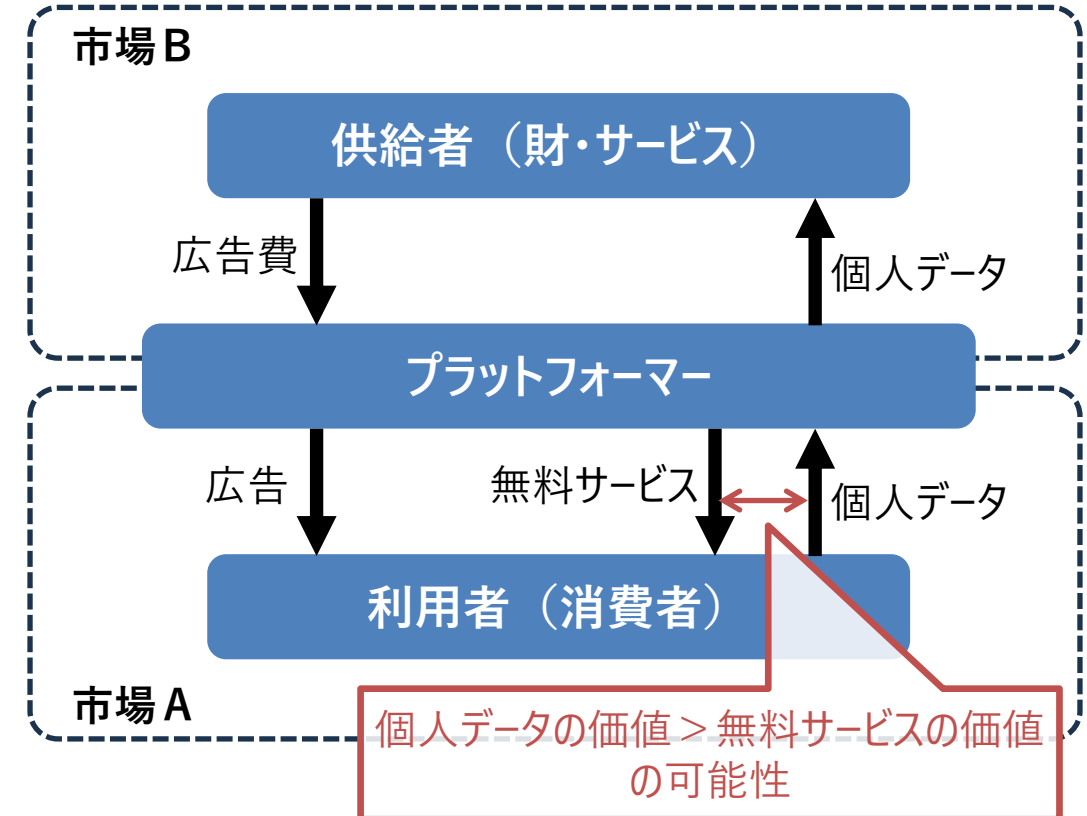 市場B
供給者（財・サービス）
広告費
個人データ
プラットフォーマー
広告
無料サービス
個人データ
利用者（消費者）
市場A
個人データの価値＞無料サービスの価値
の可能性